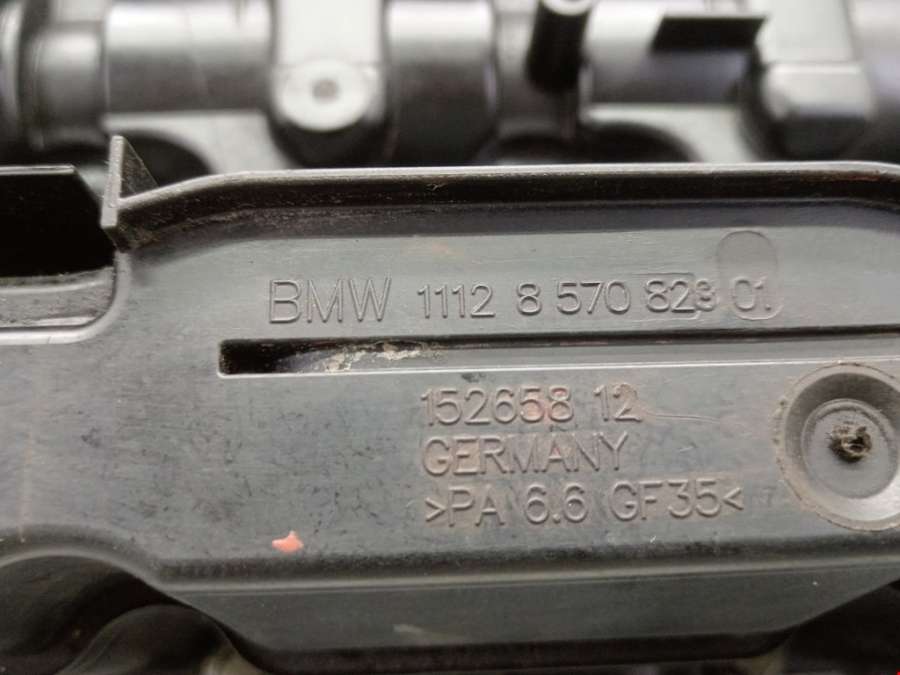 BMW 1112 8 570 828 01
152658 12
GERMANY
>PA 6.6 GF35<